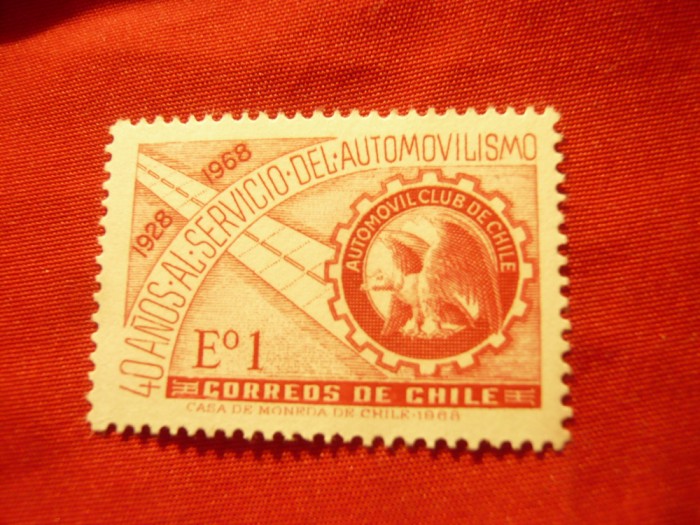 1928 1968
40 AÑOS·AL·SERVICIO·DEL·AUTOMOVILISMO
AUTOMOVIL CLUB DE CHILE
Eº 1
CORREOS DE CHILE
CASA DE MONEDA DE CHILE·1968